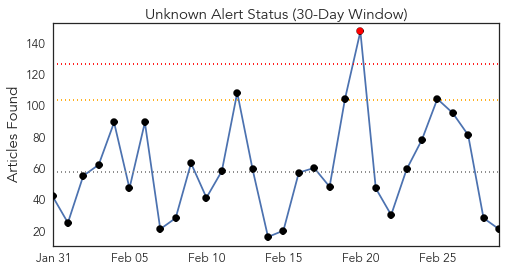 Unknown Alert Status (30-Day Window)
Articles Found
140
120
100
80
60
40
20
Jan 31 Feb 05 Feb 10 Feb 15 Feb 20 Feb 25